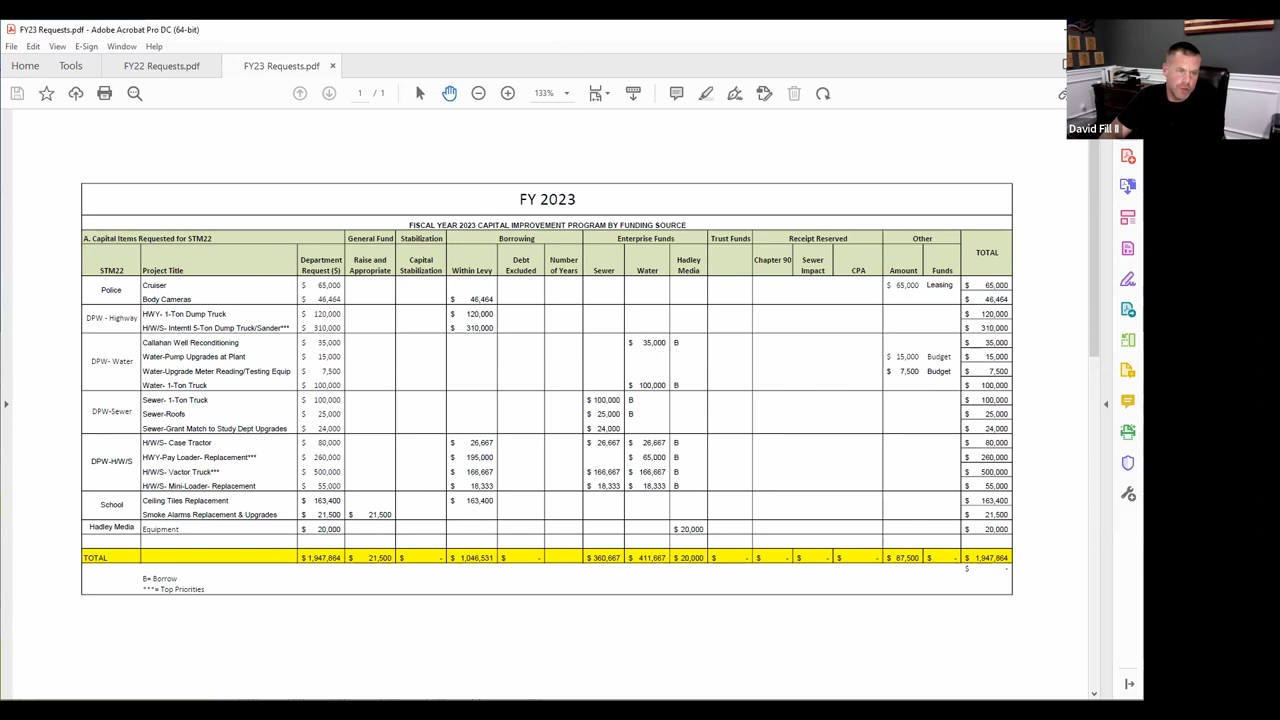 FY23 Requests.pdf - Adobe Acrobat Pro DC (64-bit)
File Edit View E-Sign Window Help
Home Tools FY22 Requests.pdf FY23 Requests.pdf ×
1 / 1 133%
David Fill II
FY 2023
FISCAL YEAR 2023 CAPITAL IMPROVEMENT PROGRAM BY FUNDING SOURCE
A. Capital Items Requested for STM22 General Fund Stabilization Borrowing Enterprise Funds Trust Funds Receipt Reserved Other TOTAL
STM22 Project Title Department Request ($) Raise and Appropriate Capital Stabilization Within Levy Debt Excluded Number of Years Sewer Water Hadley Media Chapter 90 Sewer Impact CPA Amount Funds
Police Cruiser $ 65,000 $ 65,000 Leasing $ 65,000
Body Cameras $ 46,464 $ 46,464 $ 46,464
DPW - Highway HWY- 1-Ton Dump Truck $ 120,000 $ 120,000 $ 120,000
H/W/S- Interntl 5-Ton Dump Truck/Sander*** $ 310,000 $ 310,000 $ 310,000
DPW- Water Callahan Well Reconditioning $ 35,000 $ 35,000 B $ 35,000
Water-Pump Upgrades at Plant $ 15,000 $ 15,000 Budget $ 15,000
Water-Upgrade Meter Reading/Testing Equip $ 7,500 $ 7,500 Budget $ 7,500
Water- 1-Ton Truck $ 100,000 $ 100,000 B $ 100,000
DPW-Sewer Sewer- 1-Ton Truck $ 100,000 $ 100,000 B $ 100,000
Sewer-Roofs $ 25,000 $ 25,000 B $ 25,000
Sewer-Grant Match to Study Dept Upgrades $ 24,000 $ 24,000 $ 24,000
DPW-H/W/S H/W/S- Case Tractor $ 80,000 $ 26,667 $ 26,667 $ 26,667 B $ 80,000
HWY-Pay Loader- Replacement*** $ 260,000 $ 195,000 $ 65,000 B $ 260,000
H/W/S- Vactor Truck*** $ 500,000 $ 166,667 $ 166,667 $ 166,667 B $ 500,000
H/W/S- Mini-Loader- Replacement $ 55,000 $ 18,333 $ 18,333 $ 18,333 B $ 55,000
School Ceiling Tiles Replacement $ 163,400 $ 163,400 $ 163,400
Smoke Alarms Replacement & Upgrades $ 21,500 $ 21,500 $ 21,500
Hadley Media Equipment $ 20,000 $ 20,000 $ 20,000
TOTAL $ 1,947,864 $ 21,500 $ - $ 1,046,531 $ - $ 360,667 $ 411,667 $ 20,000 $ - $ - $ - $ - $ 87,500 $ - $ 1,947,864
$ -
B= Borrow
***= Top Priorities